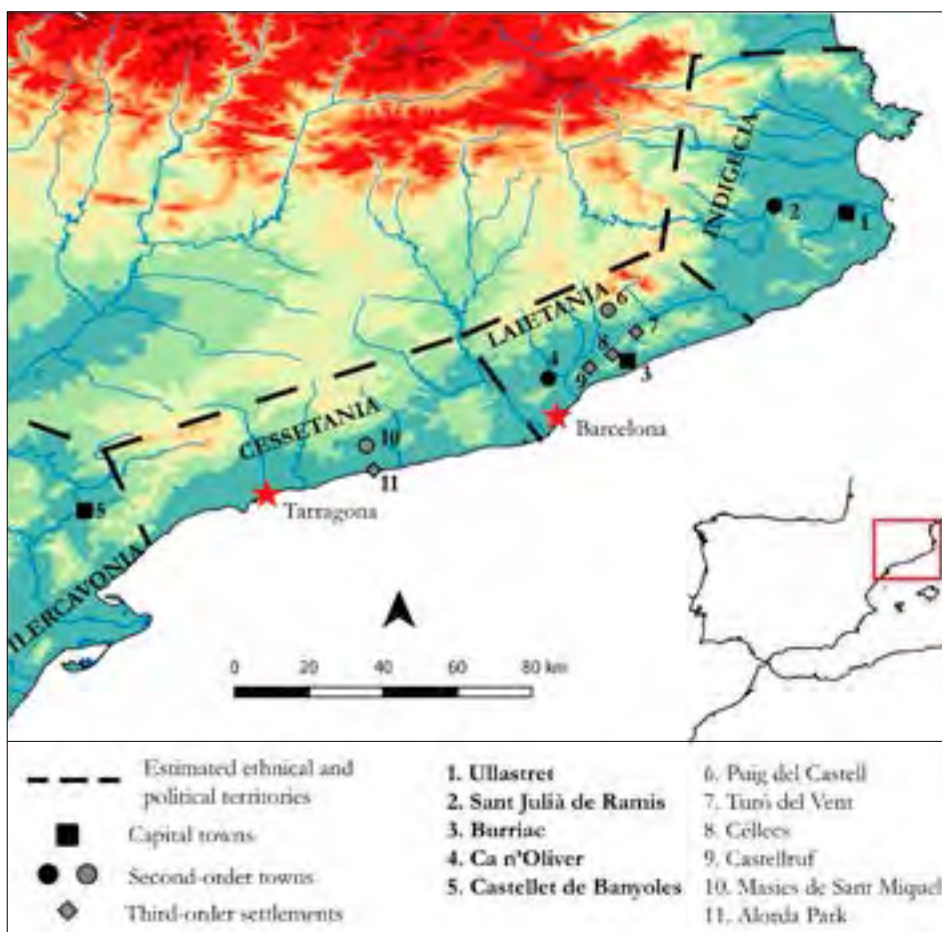 INDIGECIA
2
1
LAIETANIA
6
7
8
4
9
3
Barcelona
CESSETANIA
10
11
5
Tarragona
ILERCAVONIA
0 20 40 60 80 km
Estimated ethnical and
political territories
Capital towns
Second-order towns
Third-order settlements
1. Ullastret
2. Sant Julià de Ramis
3. Burriac
4. Ca n'Oliver
5. Castellet de Banyoles
6. Puig del Castell
7. Turó del Vent
8. Céllecs
9. Castellruf
10. Masies de Sant Miquel
11. Alorda Park